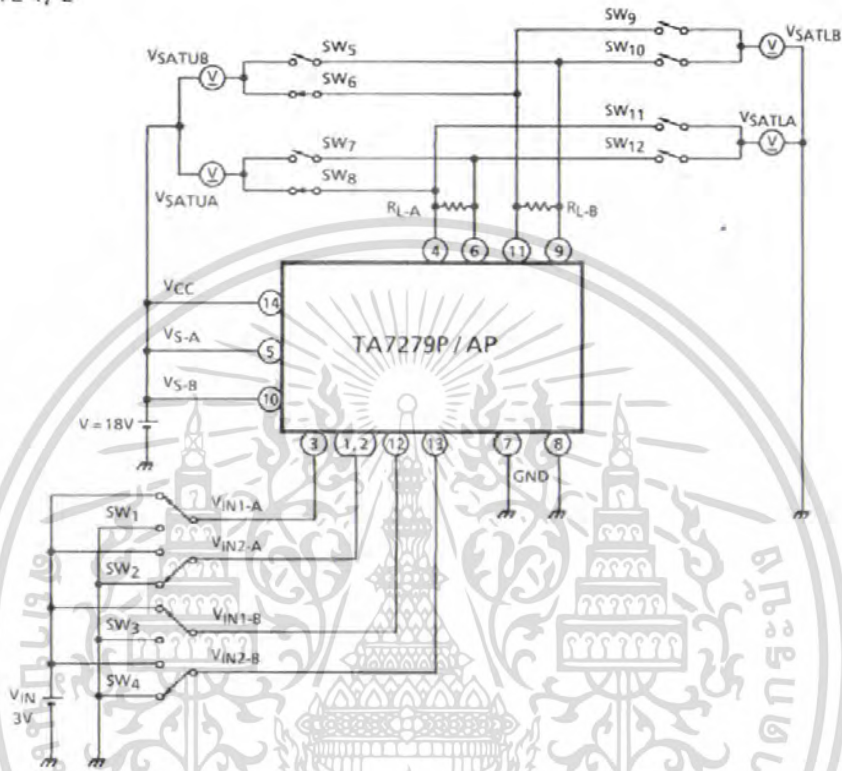 SW9
VSATLB
SW5
SW10
VSATUB
SW6
SW11
VSATLA
SW7
SW12
SW8
VSATUA
RL-A
RL-B
4 6 11 9
VCC
14
TA7279P/AP
VS-A
5
VS-B
10
V=18V
3 1,2 12 13 7 8
GND
VIN1-A
SW1
VIN2-A
SW2
VIN1-B
SW3
VIN2-B
SW4
VIN
3V
V
V
V
V